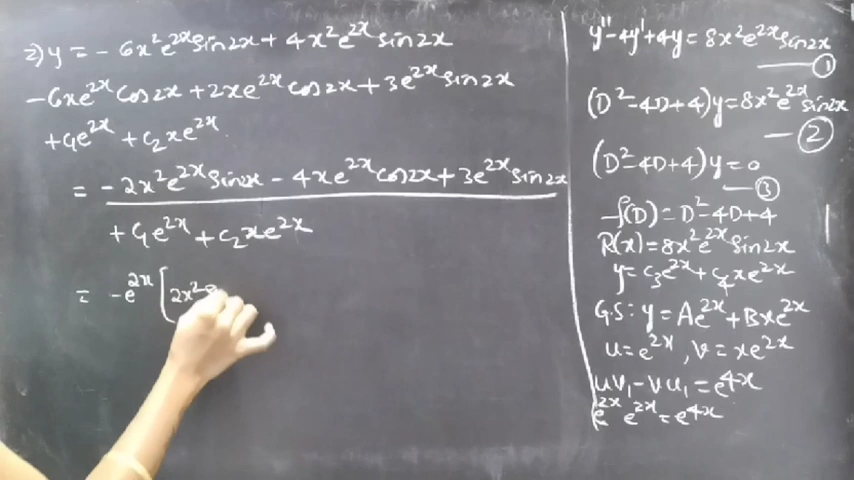 2) y = - 6x²e^{2x}sin2x + 4x²e^{2x}sin2x
- 6xe^{2x}cos2x + 2xe^{2x}cos2x + 3e^{2x}sin2x
+ C₁e^{2x} + C₂xe^{2x}.
= - 2x²e^{2x}sin2x - 4xe^{2x}cos2x + 3e^{2x}sin2x
+ C₁e^{2x} + C₂xe^{2x}
= - e^{2x} [ 2x²
y'' - 4y' + 4y = 8x²e^{2x}sin2x
— ①
(D² - 4D + 4)y = 8x²e^{2x}sin2x
— ②
(D² - 4D + 4)y = 0
— ③
f(D) = D² - 4D + 4
R(x) = 8x²e^{2x}sin2x
y = C₃e^{2x} + C₄xe^{2x}
G.S: y = Ae^{2x} + Bxe^{2x}
u = e^{2x}, v = xe^{2x}
uv₁ - vu₁ = e^{4x}
e^{2x} e^{2x} = e^{4x}